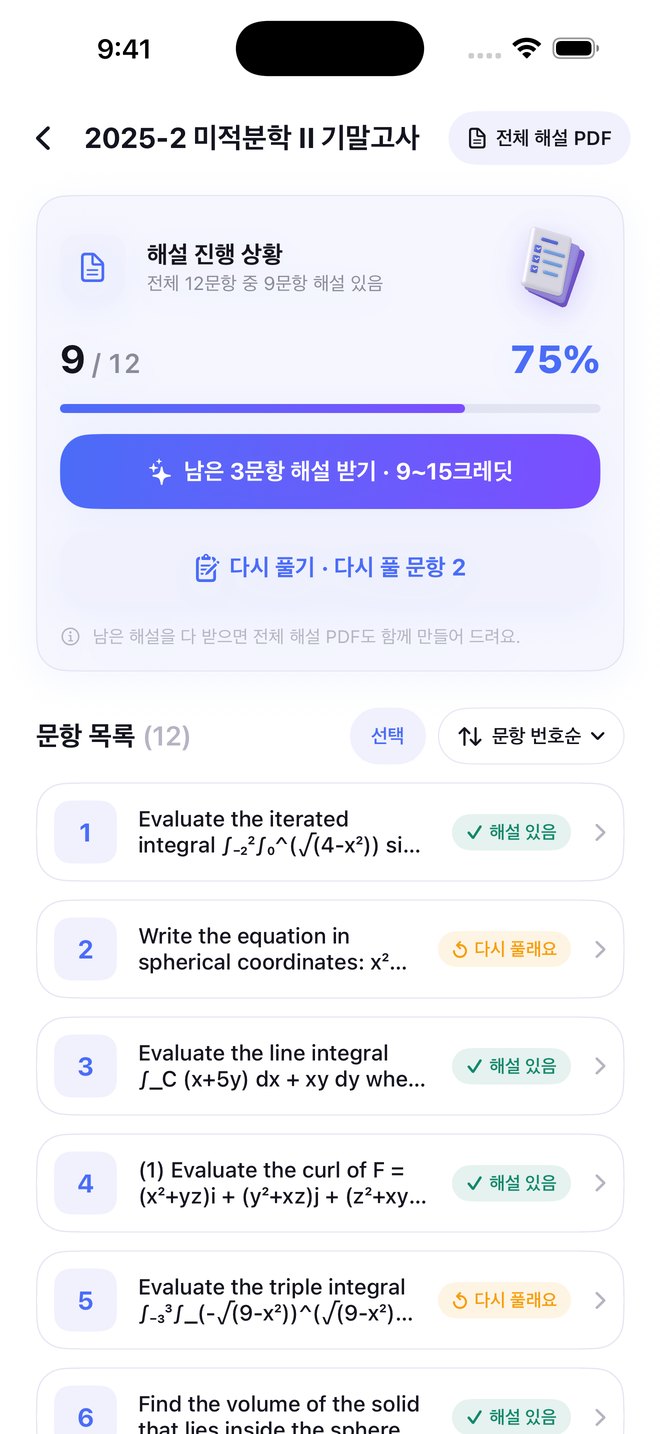 9:41
2025-2 미적분학 II 기말고사
전체 해설 PDF
해설 진행 상황
전체 12문항 중 9문항 해설 있음
9 / 12
75%
남은 3문항 해설 받기 · 9~15크레딧
다시 풀기 · 다시 풀 문항 2
남은 해설을 다 받으면 전체 해설 PDF도 함께 만들어 드려요.
문항 목록 (12)
선택
문항 번호순
1
Evaluate the iterated
integral ∫₋₂²∫₀^(√(4-x²)) si...
해설 있음
2
Write the equation in
spherical coordinates: x²...
다시 풀래요
3
Evaluate the line integral
∫_C (x+5y) dx + xy dy whe...
해설 있음
4
(1) Evaluate the curl of F =
(x²+yz)i + (y²+xz)j + (z²+xy...
해설 있음
5
Evaluate the triple integral
∫₋₃³∫_(-√(9-x²))^(√(9-x²)...
다시 풀래요
6
Find the volume of the solid
that lies inside the sphere
해설 있음